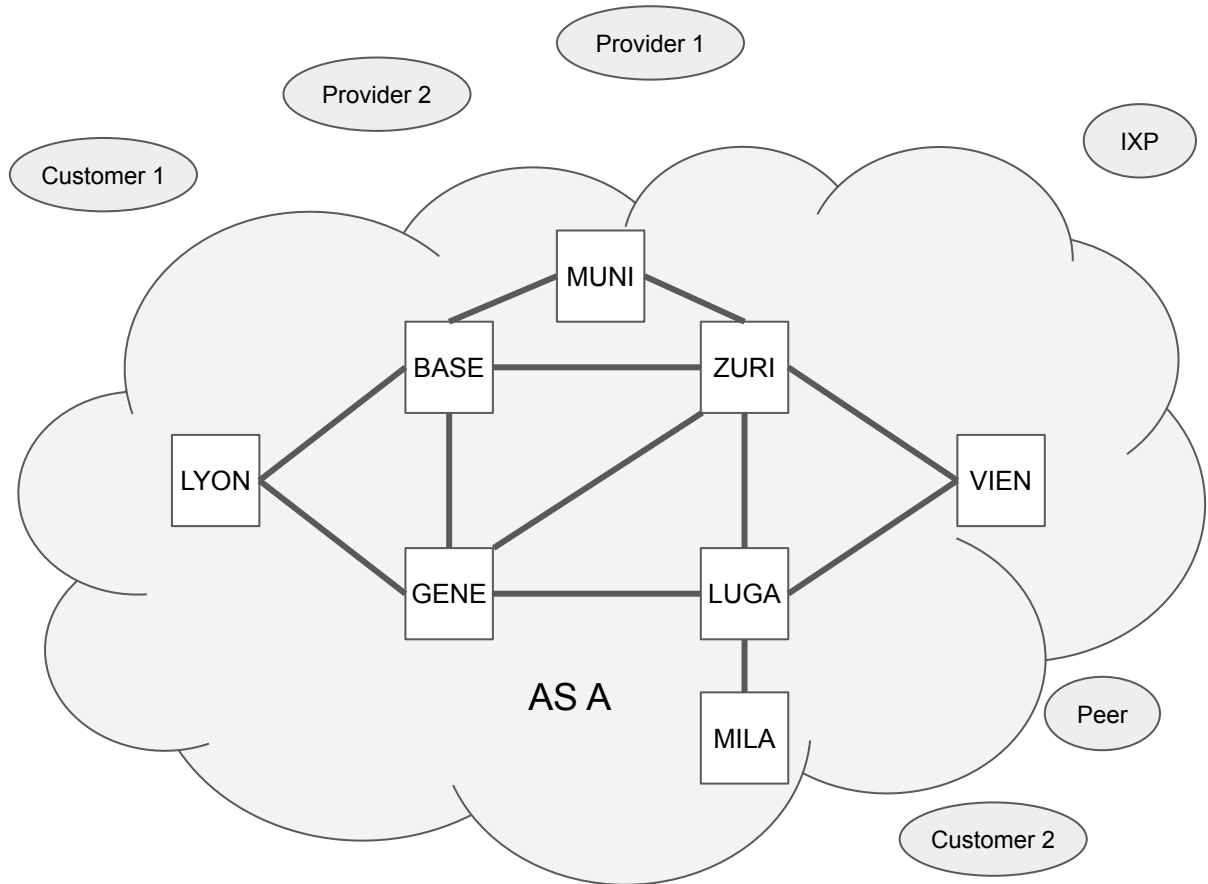 Provider 1
Provider 2
IXP
Customer 1
MUNI
BASE
ZURI
LYON
VIEN
GENE
LUGA
AS A
Peer
MILA
Customer 2